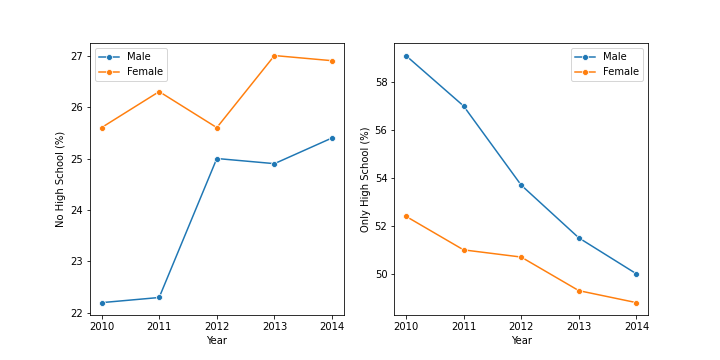 Male
Female
27
26
25
24
23
22
No High School (%)
2010 2011 2012 2013 2014
Year
Male
Female
58
56
54
52
50
Only High School (%)
2010 2011 2012 2013 2014
Year